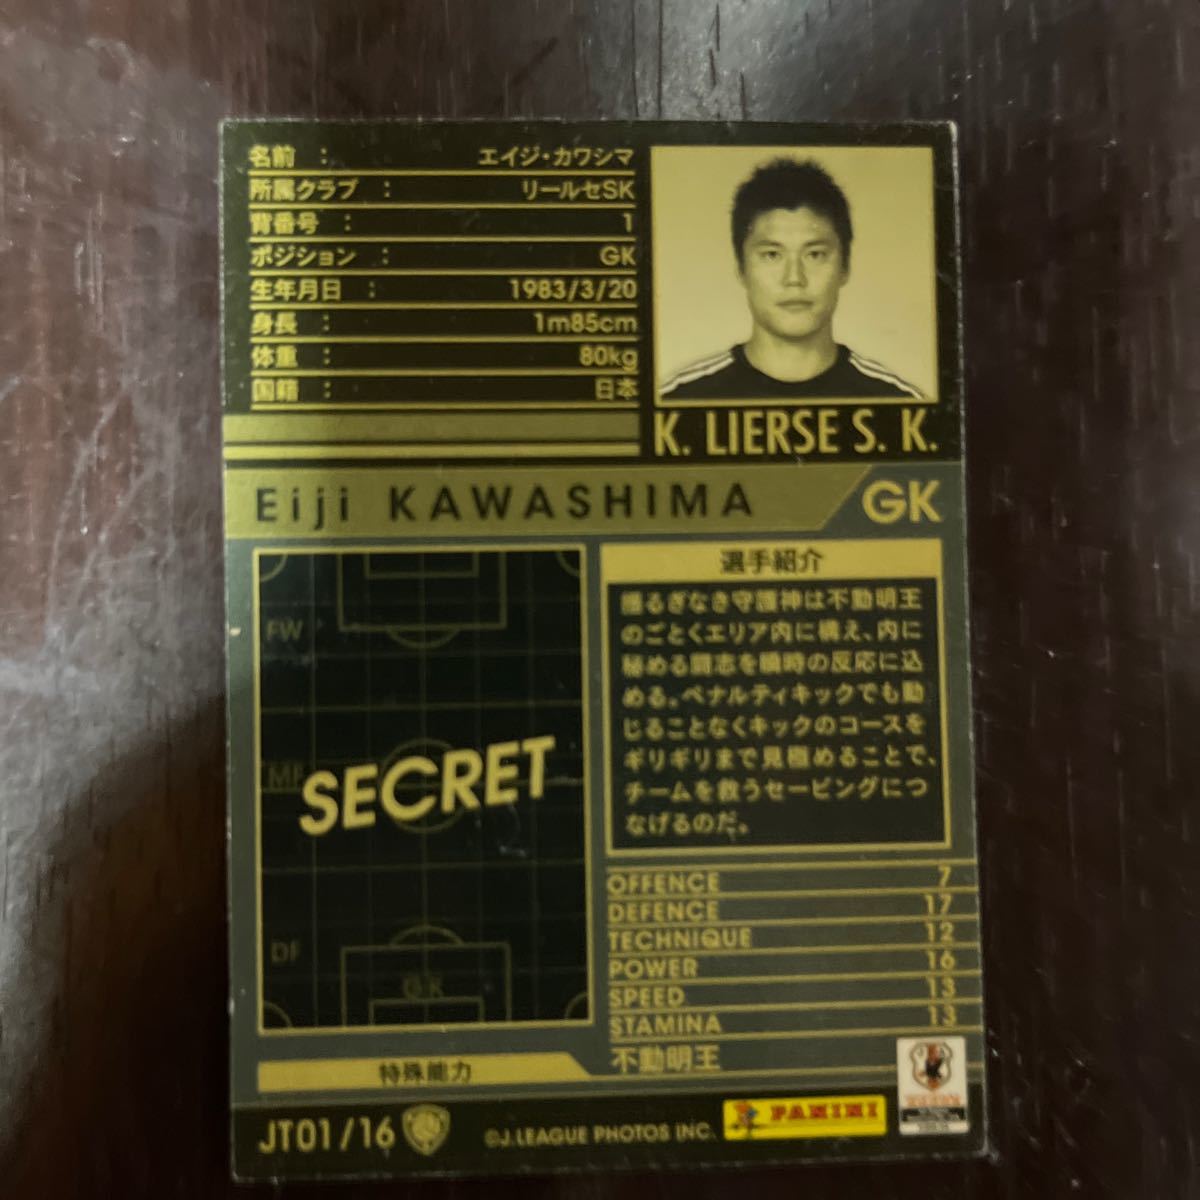 名前 : エイジ・カワシマ
所属クラブ : リールセSK
背番号 : 1
ポジション : GK
生年月日 : 1983/3/20
身長 : 1m85cm
体重 : 80kg
国籍 : 日本
K. LIERSE S. K.
Eiji KAWASHIMA GK
FW
MF
DF
GK
SECRET
選手紹介
揺るぎなき守護神は不動明王
のごとくエリア内に構え、内に
秘める闘志を瞬時の反応に込
める。ペナルティキックでも動
じることなくキックのコースを
ギリギリまで見極めることで、
チームを救うセービングにつ
なげるのだ。
OFFENCE 7
DEFENCE 17
TECHNIQUE 12
POWER 16
SPEED 13
STAMINA 13
特殊能力 不動明王
JT01/16
©J.LEAGUE PHOTOS INC.
PANINI